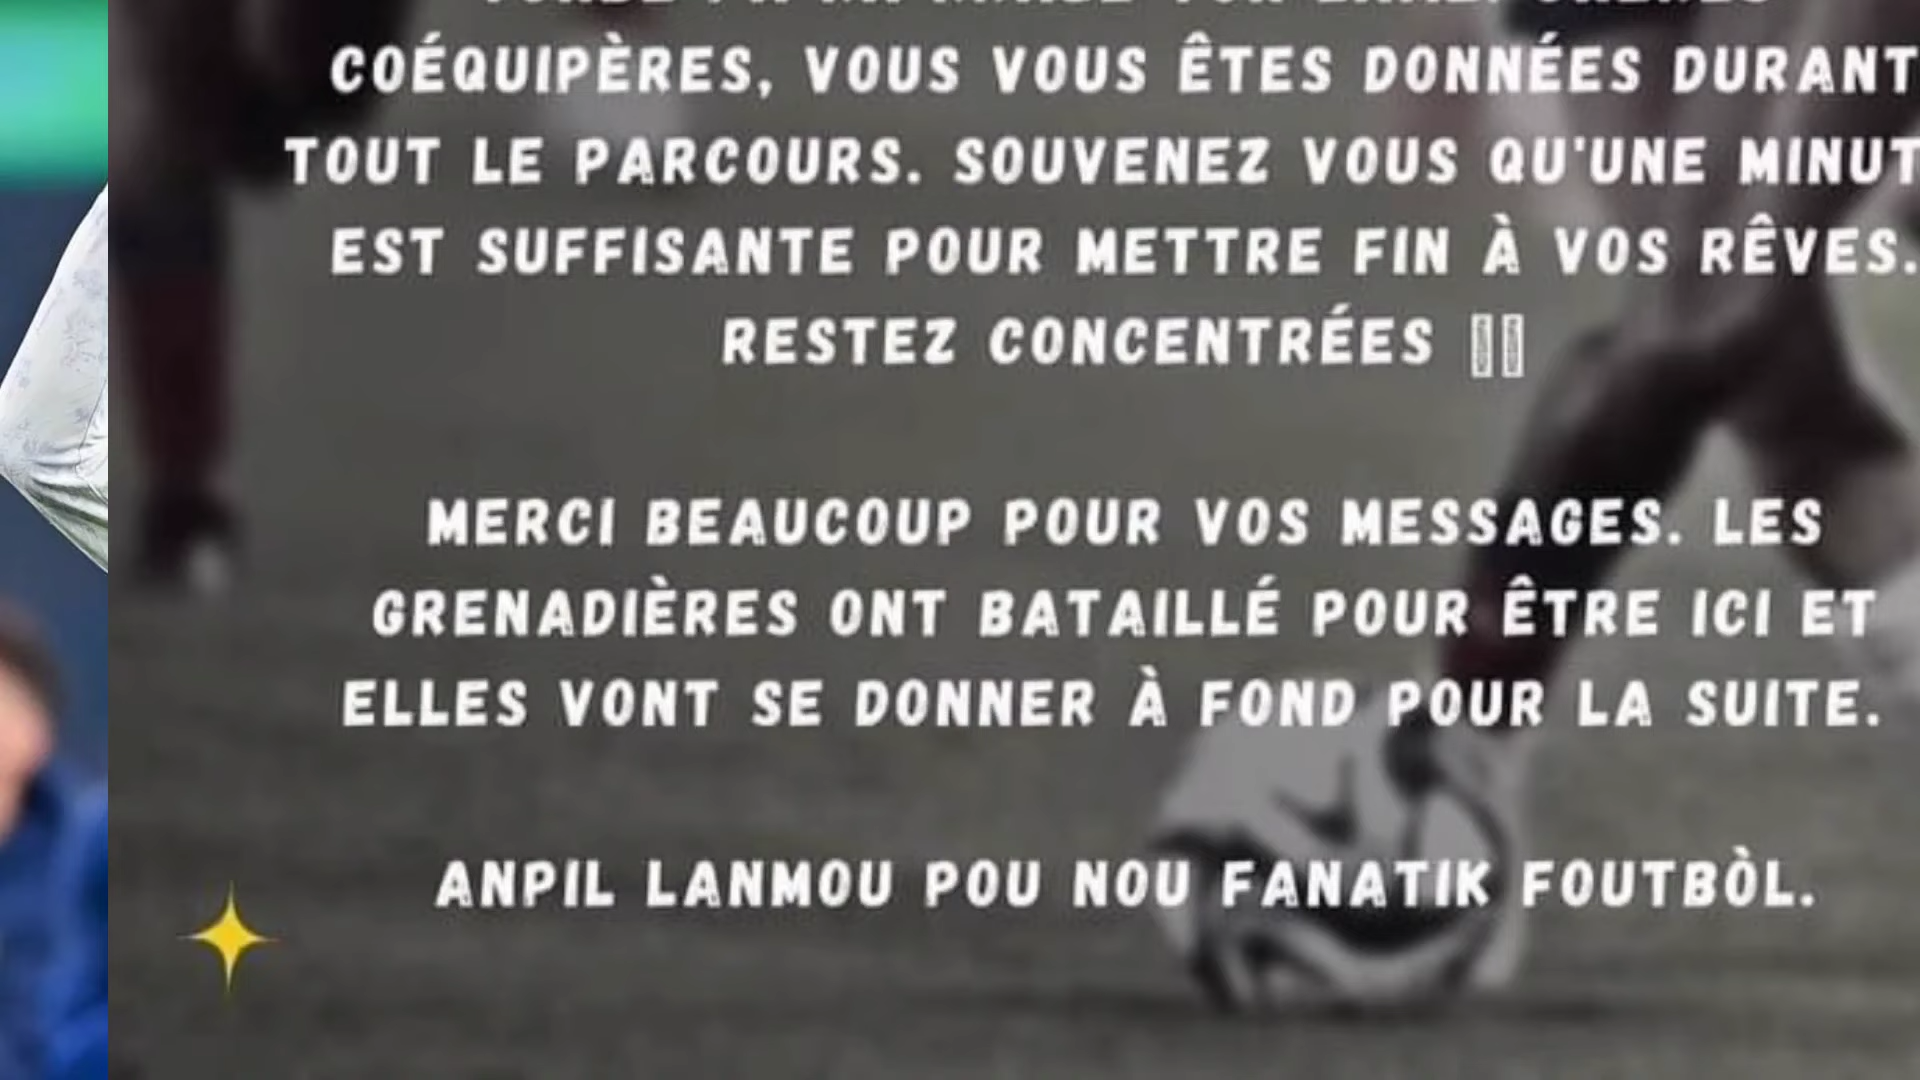 COÉQUIPÈRES, VOUS VOUS ÊTES DONNÉES DURANT
TOUT LE PARCOURS. SOUVENEZ VOUS QU'UNE MINUT
EST SUFFISANTE POUR METTRE FIN À VOS RÊVES.
RESTEZ CONCENTRÉES
MERCI BEAUCOUP POUR VOS MESSAGES. LES
GRENADIÈRES ONT BATAILLÉ POUR ÊTRE ICI ET
ELLES VONT SE DONNER À FOND POUR LA SUITE.
ANPIL LANMOU POU NOU FANATIK FOUTBÒL.